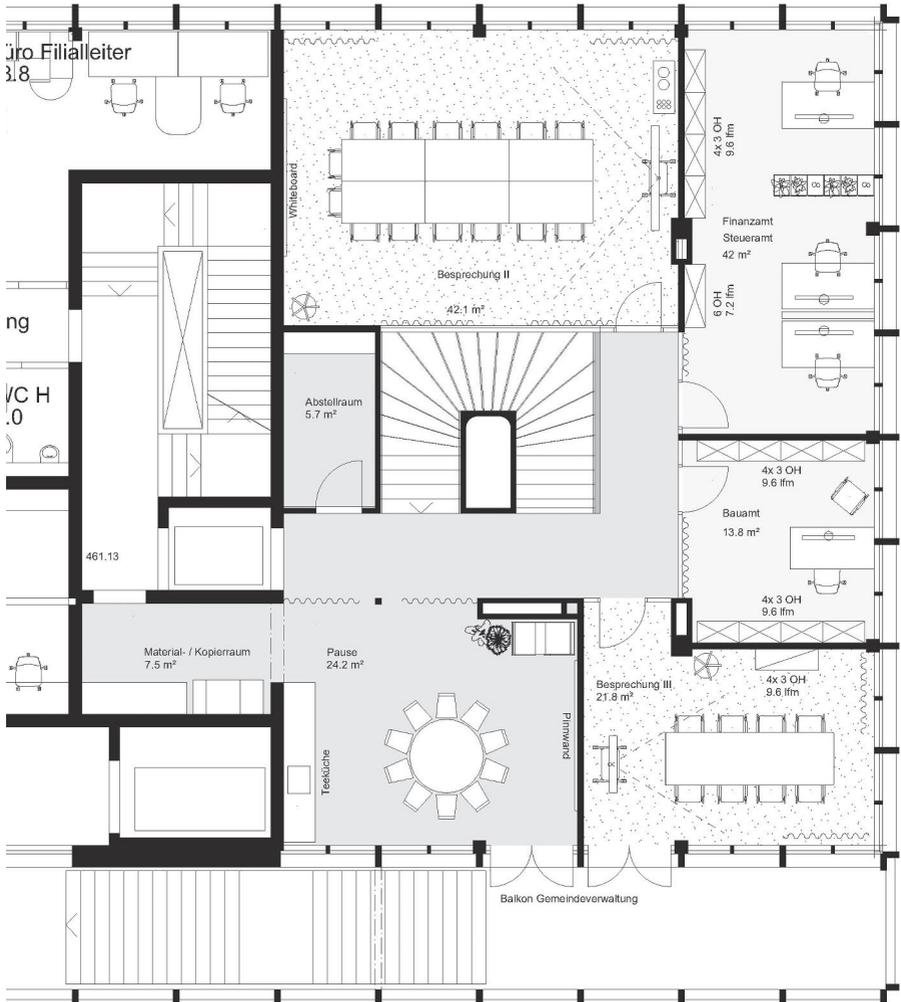 üro Filialleiter
3.8
Whiteboard
Besprechung II
42.1 m²
4x 3 OH
9.6 lfm
Finanzamt
Steueramt
42 m²
6 OH
7.2 lfm
ng
WC H
.0
Abstellraum
5.7 m²
4x 3 OH
9.6 lfm
Bauamt
13.8 m²
461.13
4x 3 OH
9.6 lfm
Material- / Kopierraum
7.5 m²
Pause
24.2 m²
Besprechung III
21.8 m²
4x 3 OH
9.6 lfm
Pinnwand
Teeküche
Balkon Gemeindeverwaltung